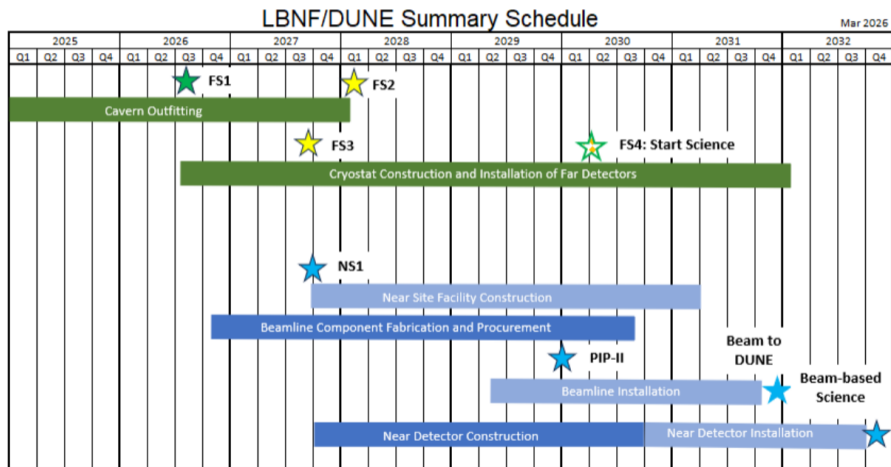 LBNF/DUNE Summary Schedule
Mar 2026
2025 2026 2027 2028 2029 2030 2031 2032
Q1 Q2 Q3 Q4 Q1 Q2 Q3 Q4 Q1 Q2 Q3 Q4 Q1 Q2 Q3 Q4 Q1 Q2 Q3 Q4 Q1 Q2 Q3 Q4 Q1 Q2 Q3 Q4 Q1 Q2 Q3 Q4
FS1
FS2
Cavern Outfitting
FS3
FS4: Start Science
Cryostat Construction and Installation of Far Detectors
NS1
Near Site Facility Construction
Beamline Component Fabrication and Procurement
PIP-II
Beam to
DUNE
Beamline Installation
Beam-based
Science
Near Detector Construction
Near Detector Installation